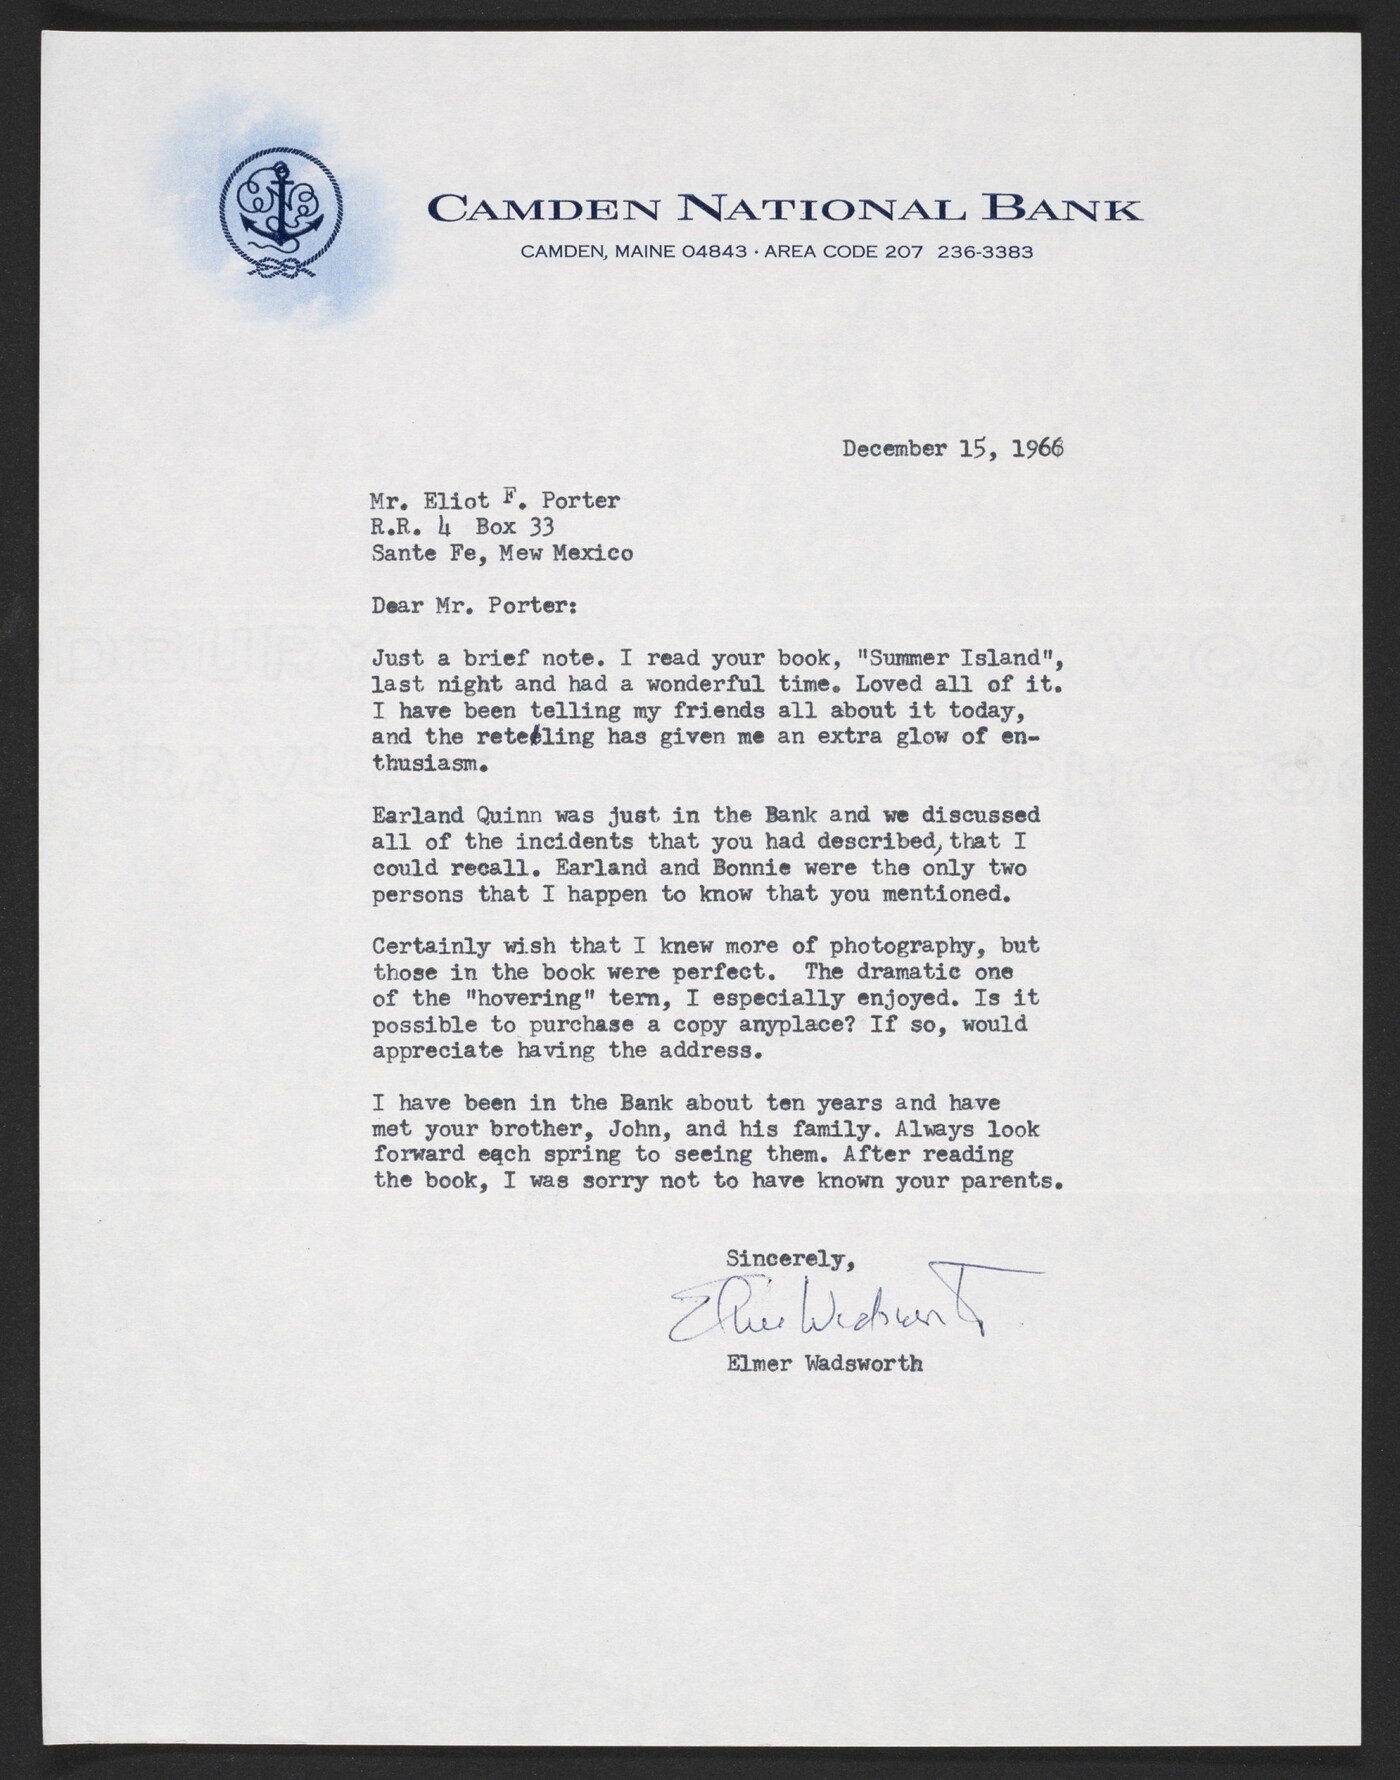 CAMDEN NATIONAL BANK
CAMDEN, MAINE 04843 · AREA CODE 207 236-3383
December 15, 1966
Mr. Eliot F. Porter
R.R. 4 Box 33
Sante Fe, Mew Mexico
Dear Mr. Porter:
Just a brief note. I read your book, "Summer Island",
last night and had a wonderful time. Loved all of it.
I have been telling my friends all about it today,
and the retelling has given me an extra glow of en-
thusiasm.
Earland Quinn was just in the Bank and we discussed
all of the incidents that you had described, that I
could recall. Earland and Bonnie were the only two
persons that I happen to know that you mentioned.
Certainly wish that I knew more of photography, but
those in the book were perfect. The dramatic one
of the "hovering" tern, I especially enjoyed. Is it
possible to purchase a copy anyplace? If so, would
appreciate having the address.
I have been in the Bank about ten years and have
met your brother, John, and his family. Always look
forward each spring to seeing them. After reading
the book, I was sorry not to have known your parents.
Sincerely,
Elmer Wadsworth
Elmer Wadsworth